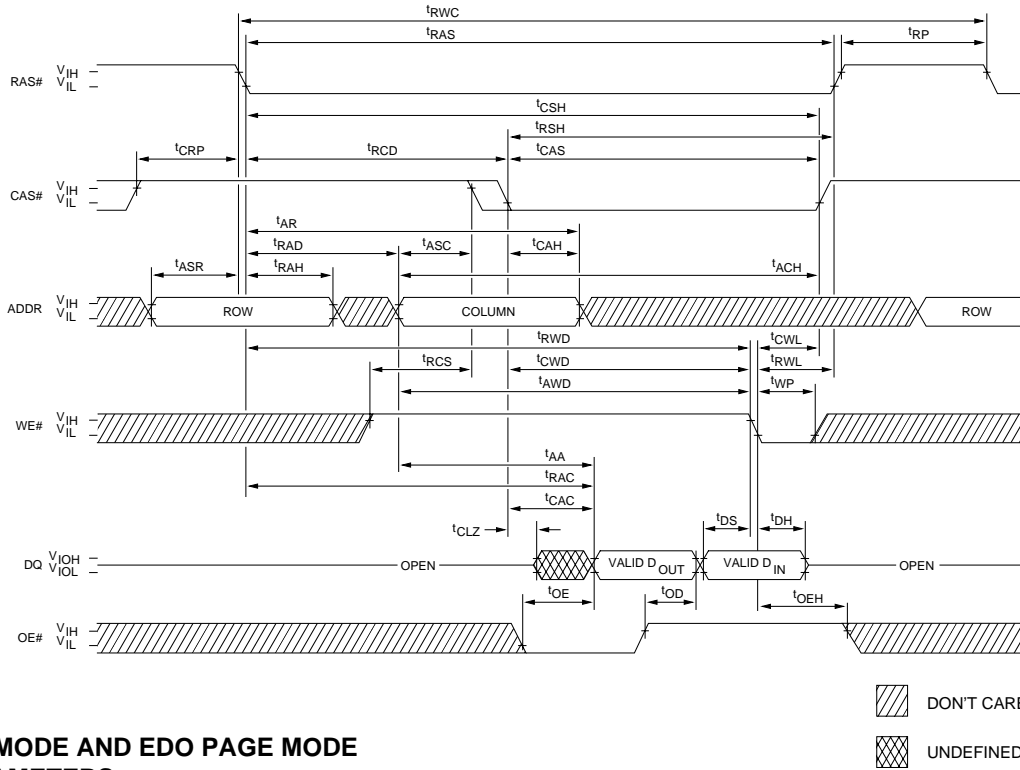 tRWC
tRAS tRP
RAS# VIH
VIL
tCSH
tRSH
tCRP tRCD tCAS
CAS# VIH
VIL
tAR
tRAD tASC tCAH
tASR tRAH tACH
ADDR VIH
VIL
ROW COLUMN ROW
tRWD tCWL
tRCS tCWD tRWL
tAWD tWP
WE# VIH
VIL
tAA
tRAC
tCAC
tCLZ tDS tDH
DQ VIOH
VIOL
OPEN VALID DOUT VALID DIN OPEN
tOE tOD tOEH
OE# VIH
VIL
DON'T CARE
UNDEFINED
MODE AND EDO PAGE MODE